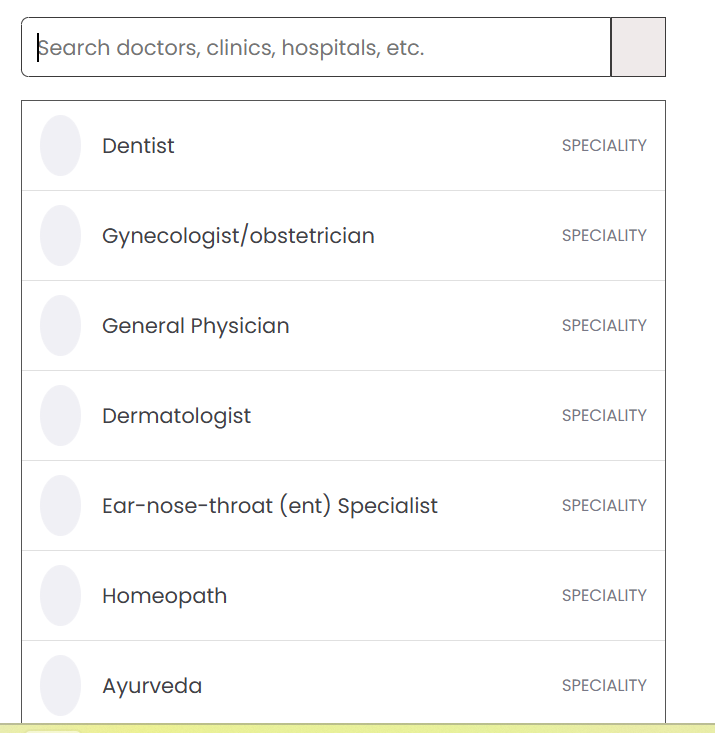 Search doctors, clinics, hospitals, etc.
Dentist SPECIALITY
Gynecologist/obstetrician SPECIALITY
General Physician SPECIALITY
Dermatologist SPECIALITY
Ear-nose-throat (ent) Specialist SPECIALITY
Homeopath SPECIALITY
Ayurveda SPECIALITY